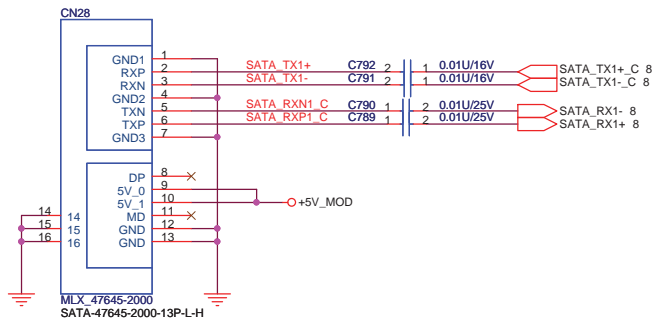 CN28
GND1 1
RXP 2 SATA_TX1+ C792 2 1 0.01U/16V SATA_TX1+_C 8
RXN 3 SATA_TX1- C791 2 1 0.01U/16V SATA_TX1-_C 8
GND2 4
TXN 5 SATA_RXN1_C C790 1 2 0.01U/25V SATA_RX1- 8
TXP 6 SATA_RXP1_C C789 1 2 0.01U/25V SATA_RX1+ 8
GND3 7
DP 8
5V_0 9
5V_1 10 +5V_MOD
MD 11
14 14 GND 12
15 15 GND 13
16 16
MLX_47645-2000
SATA-47645-2000-13P-L-H